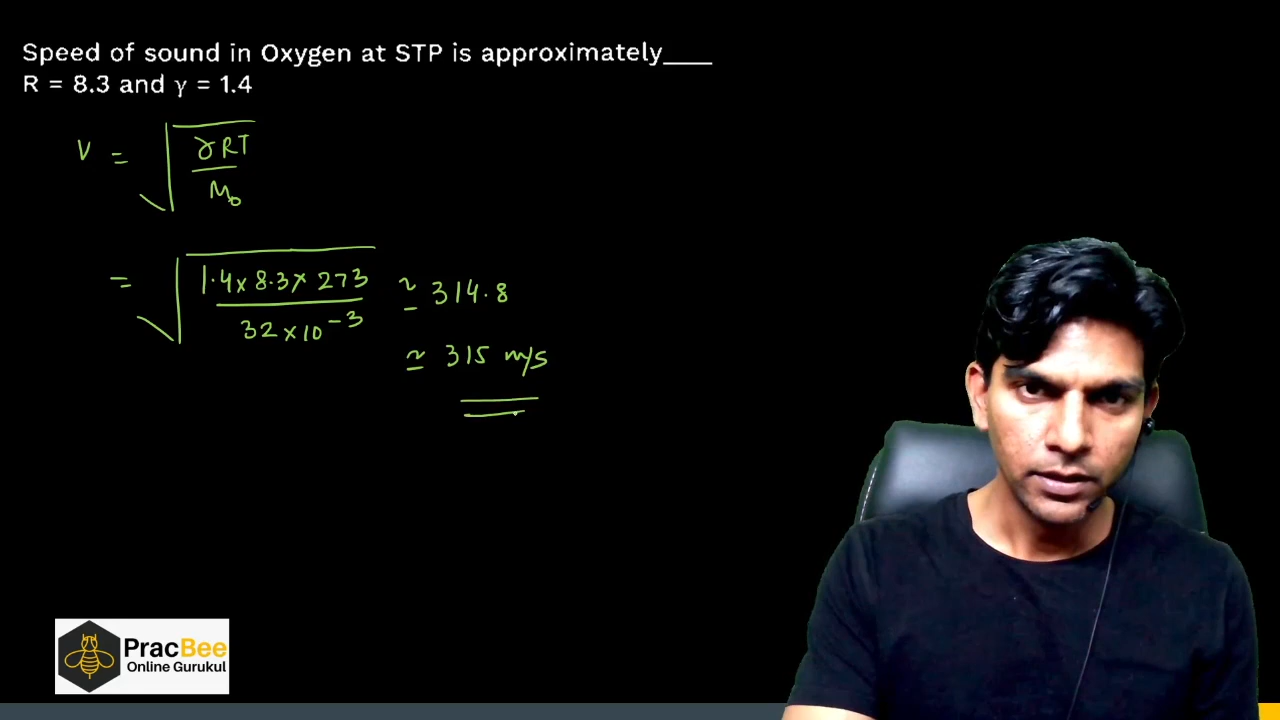 Speed of sound in Oxygen at STP is approximately____
R = 8.3 and γ = 1.4
V = √(γRT / M₀)
= √(1.4 × 8.3 × 273 / 32 × 10⁻³) ≃ 314.8
≃ 315 m/s
PracBee
Online Gurukul